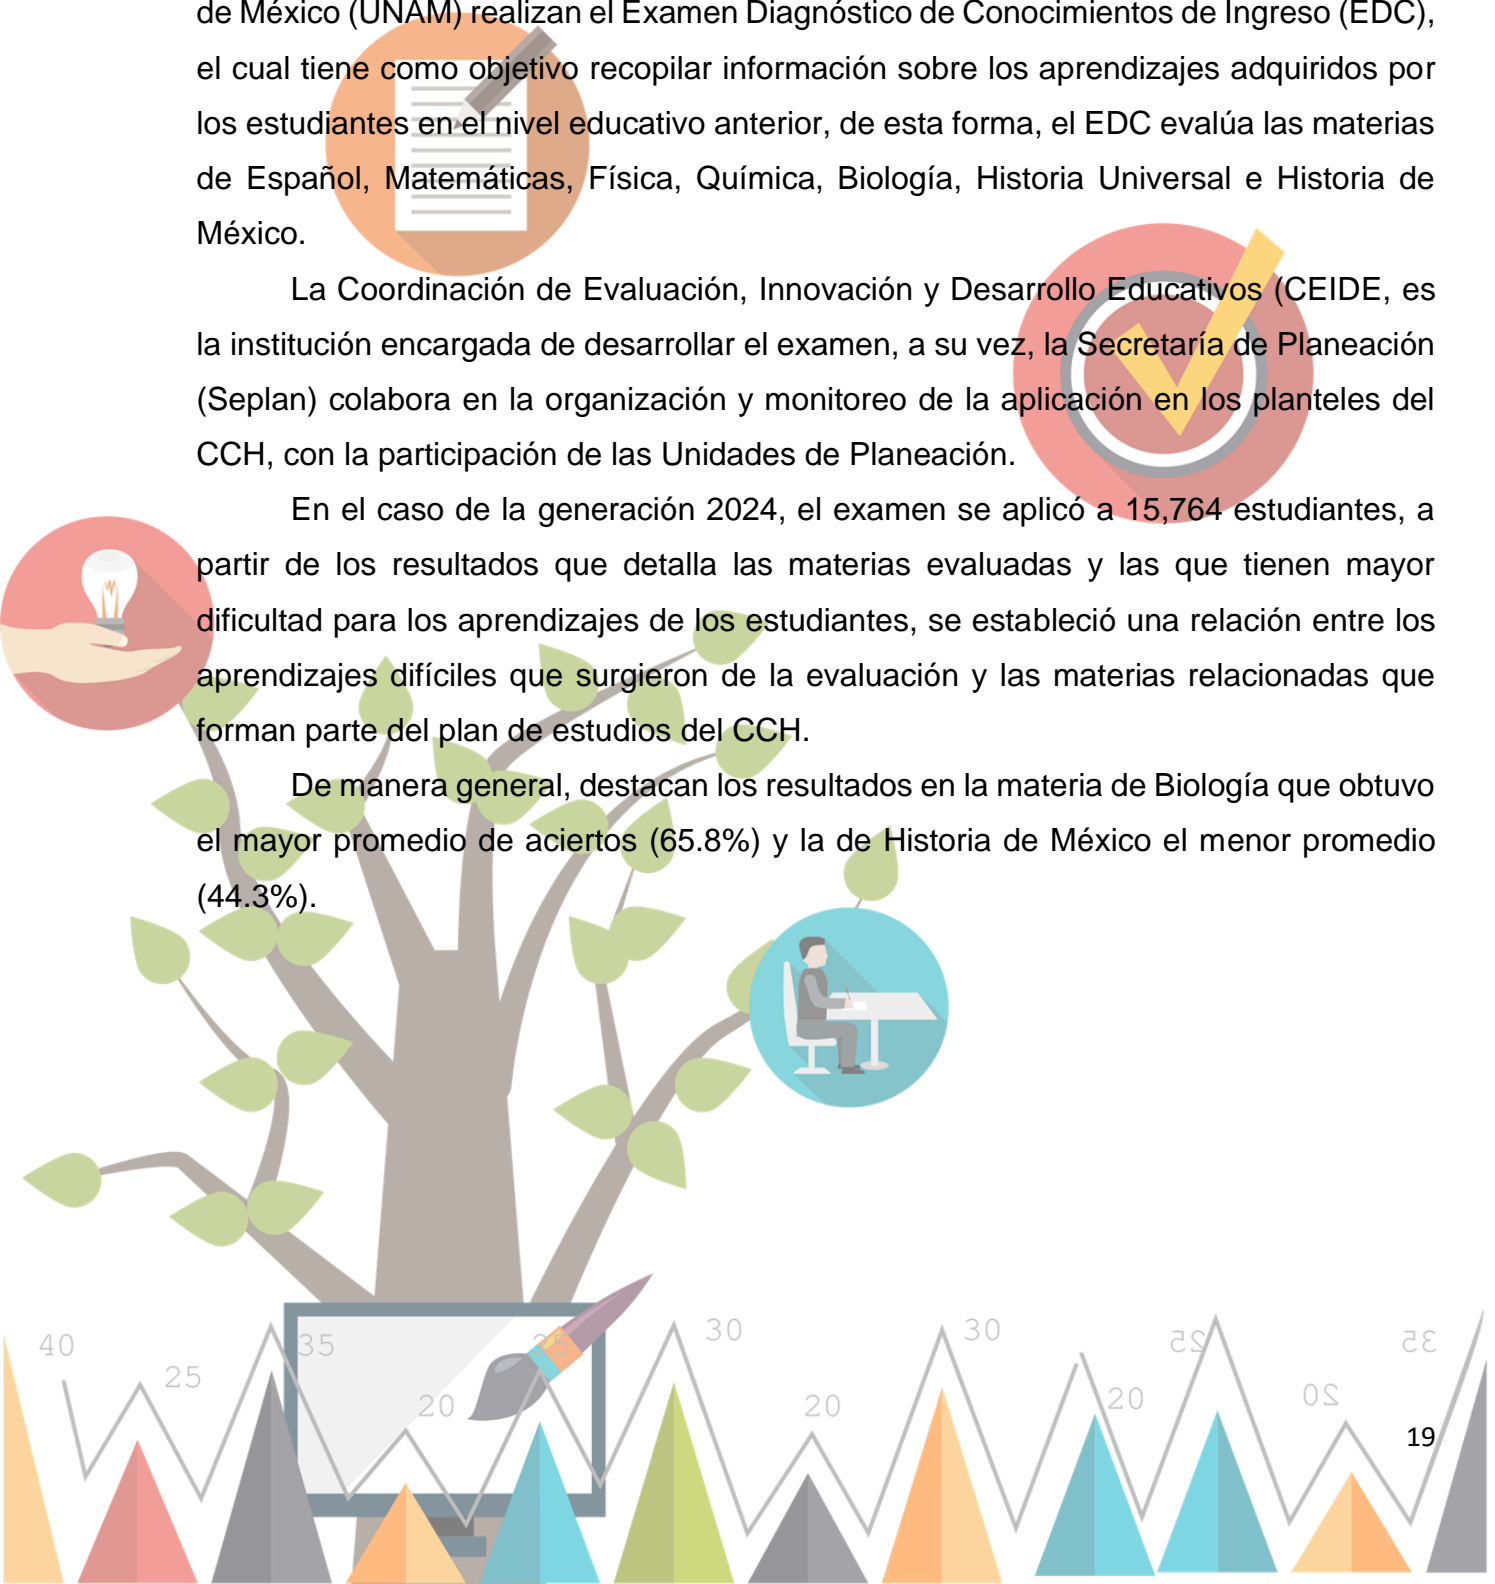 de México (UNAM) realizan el Examen Diagnóstico de Conocimientos de Ingreso (EDC),
el cual tiene como objetivo recopilar información sobre los aprendizajes adquiridos por
los estudiantes en el nivel educativo anterior, de esta forma, el EDC evalúa las materias
de Español, Matemáticas, Física, Química, Biología, Historia Universal e Historia de
México.
La Coordinación de Evaluación, Innovación y Desarrollo Educativos (CEIDE, es
la institución encargada de desarrollar el examen, a su vez, la Secretaría de Planeación
(Seplan) colabora en la organización y monitoreo de la aplicación en los planteles del
CCH, con la participación de las Unidades de Planeación.
En el caso de la generación 2024, el examen se aplicó a 15,764 estudiantes, a
partir de los resultados que detalla las materias evaluadas y las que tienen mayor
dificultad para los aprendizajes de los estudiantes, se estableció una relación entre los
aprendizajes difíciles que surgieron de la evaluación y las materias relacionadas que
forman parte del plan de estudios del CCH.
De manera general, destacan los resultados en la materia de Biología que obtuvo
el mayor promedio de aciertos (65.8%) y la de Historia de México el menor promedio
(44.3%).
40 35 25 30 30 25 35
25 20 20 20 20
19